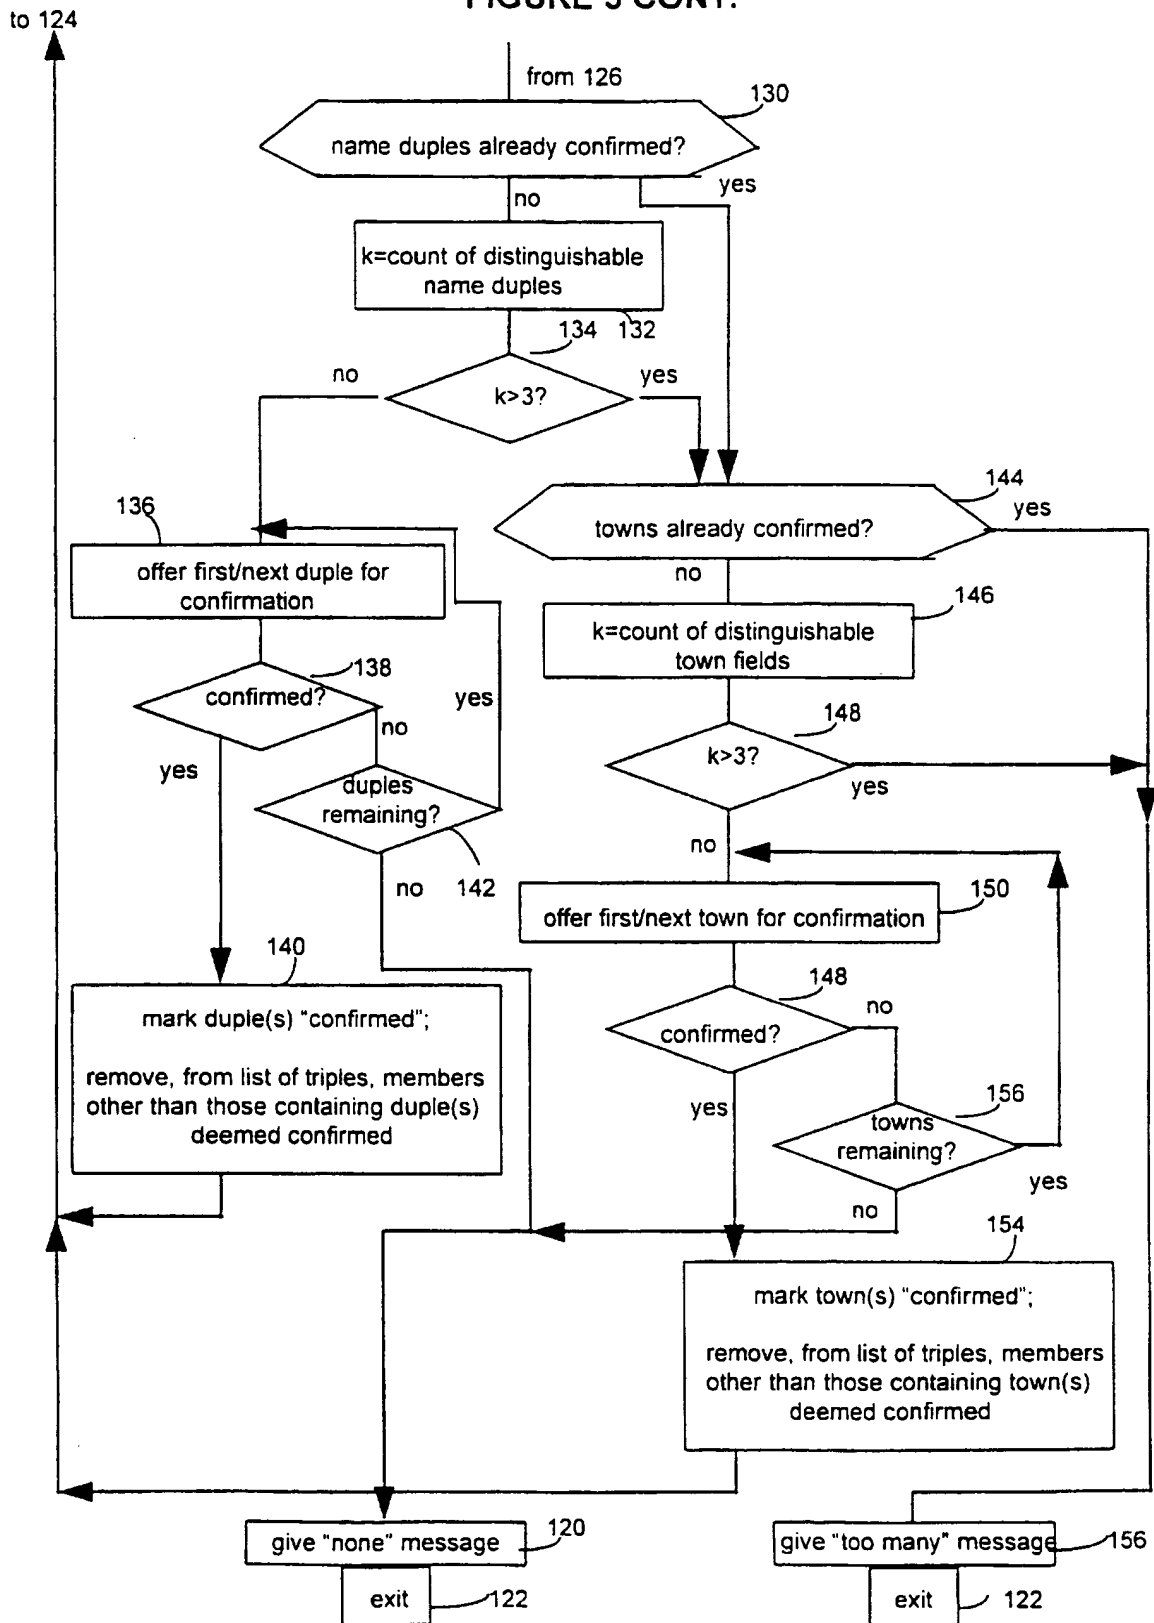 FIGURE 5 CONT.
to 124
from 126
130
name duples already confirmed?
yes
no
k=count of distinguishable
name duples
132
134
no
yes
k>3?
144
136
yes
towns already confirmed?
offer first/next duple for
confirmation
no
146
k=count of distinguishable
town fields
138
confirmed?
yes
no
148
k>3?
yes
yes
duples
remaining?
no
no
142
150
offer first/next town for confirmation
140
148
no
mark duple(s) "confirmed";
confirmed?
remove, from list of triples, members
other than those containing duple(s)
deemed confirmed
yes
156
towns
remaining?
yes
no
154
mark town(s) "confirmed";
remove, from list of triples, members
other than those containing town(s)
deemed confirmed
give "none" message
120
give "too many" message
156
exit
122
exit
122